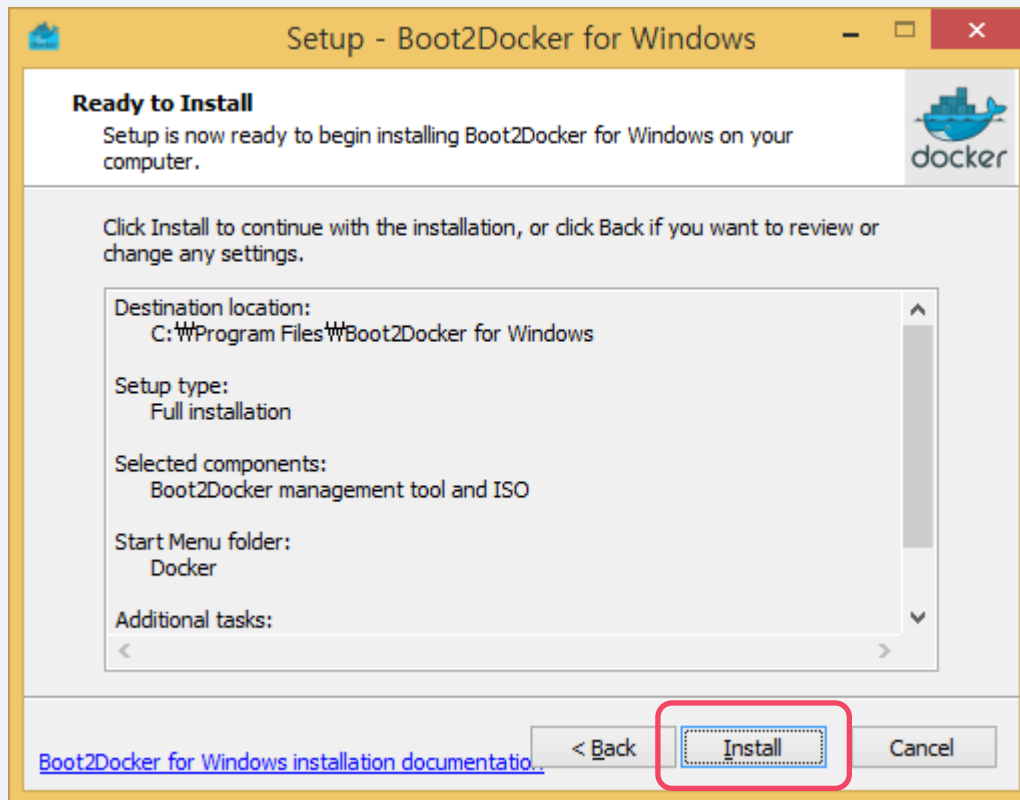 Setup - Boot2Docker for Windows
Ready to Install
Setup is now ready to begin installing Boot2Docker for Windows on your
computer.
docker
Click Install to continue with the installation, or click Back if you want to review or
change any settings.
Destination location:
C:₩Program Files₩Boot2Docker for Windows
Setup type:
Full installation
Selected components:
Boot2Docker management tool and ISO
Start Menu folder:
Docker
Additional tasks:
Boot2Docker for Windows installation documentation
< Back
Install
Cancel